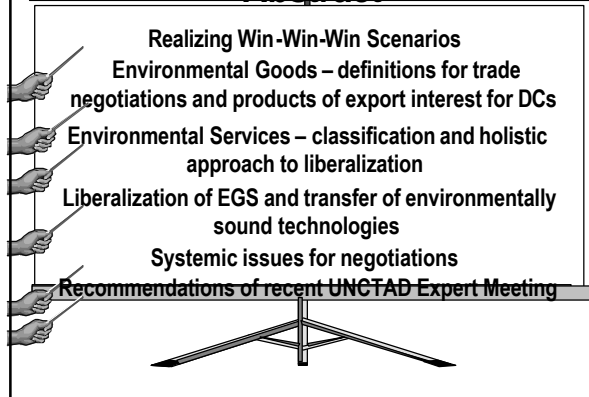 Realizing Win-Win-Win Scenarios
Environmental Goods – definitions for trade
negotiations and products of export interest for DCs
Environmental Services – classification and holistic
approach to liberalization
Liberalization of EGS and transfer of environmentally
sound technologies
Systemic issues for negotiations
Recommendations of recent UNCTAD Expert Meeting